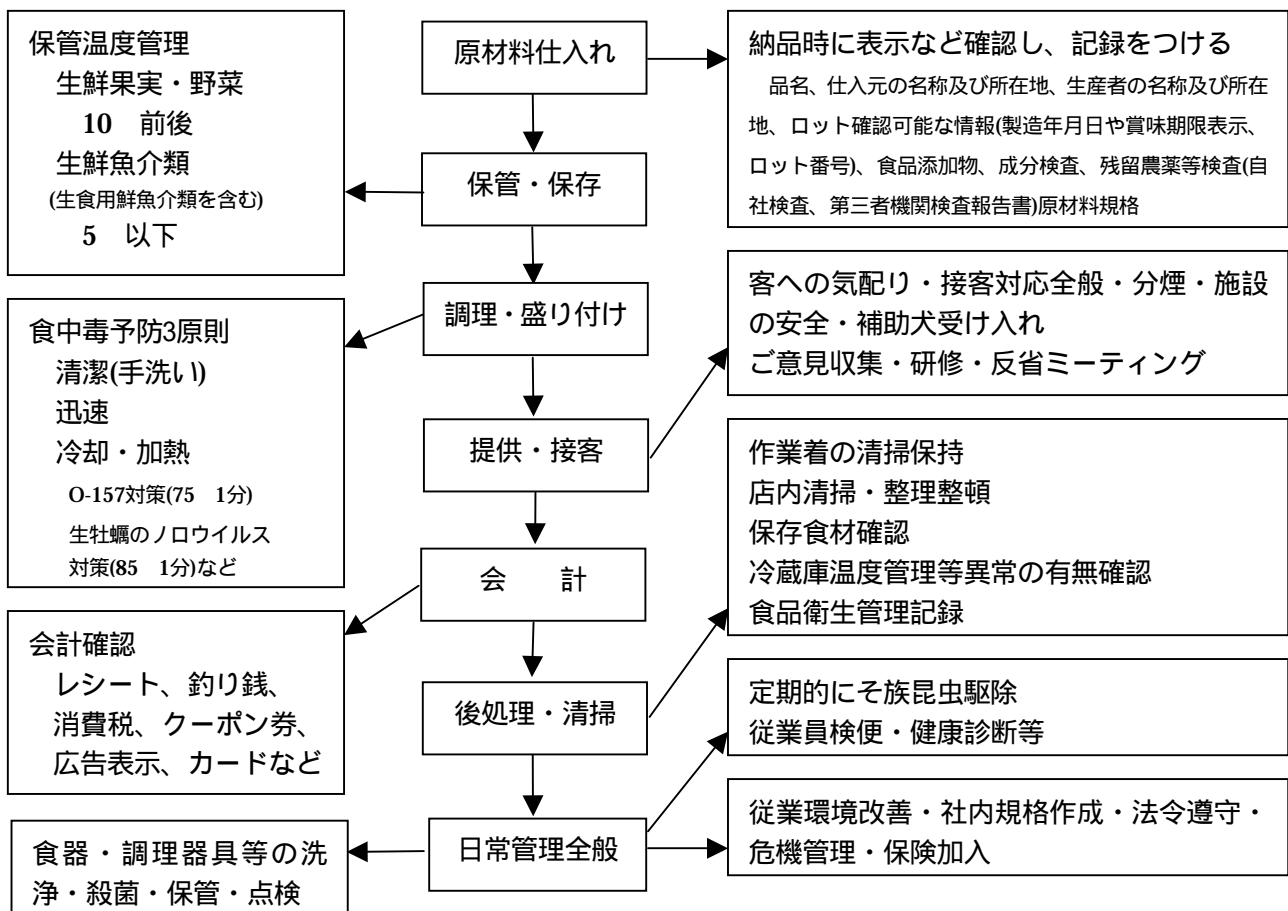 保管温度管理
生鮮果実・野菜
10　前後
生鮮魚介類
(生食用鮮魚介類を含む)
5　以下
原材料仕入れ
納品時に表示など確認し、記録をつける
品名、仕入元の名称及び所在地、生産者の名称及び所在
地、ロット確認可能な情報(製造年月日や賞味期限表示、
ロット番号)、食品添加物、成分検査、残留農薬等検査(自
社検査、第三者機関検査報告書)原材料規格
保管・保存
調理・盛り付け
食中毒予防3原則
清潔(手洗い)
迅速
冷却・加熱
O-157対策(75　1分)
生牡蠣のノロウイルス
対策(85　1分)など
客への気配り・接客対応全般・分煙・施設
の安全・補助犬受け入れ
ご意見収集・研修・反省ミーティング
提供・接客
作業着の清掃保持
店内清掃・整理整頓
保存食材確認
冷蔵庫温度管理等異常の有無確認
食品衛生管理記録
会　　計
会計確認
レシート、釣り銭、
消費税、クーポン券、
広告表示、カードなど
後処理・清掃
定期的にそ族昆虫駆除
従業員検便・健康診断等
日常管理全般
従業環境改善・社内規格作成・法令遵守・
危機管理・保険加入
食器・調理器具等の洗
浄・殺菌・保管・点検